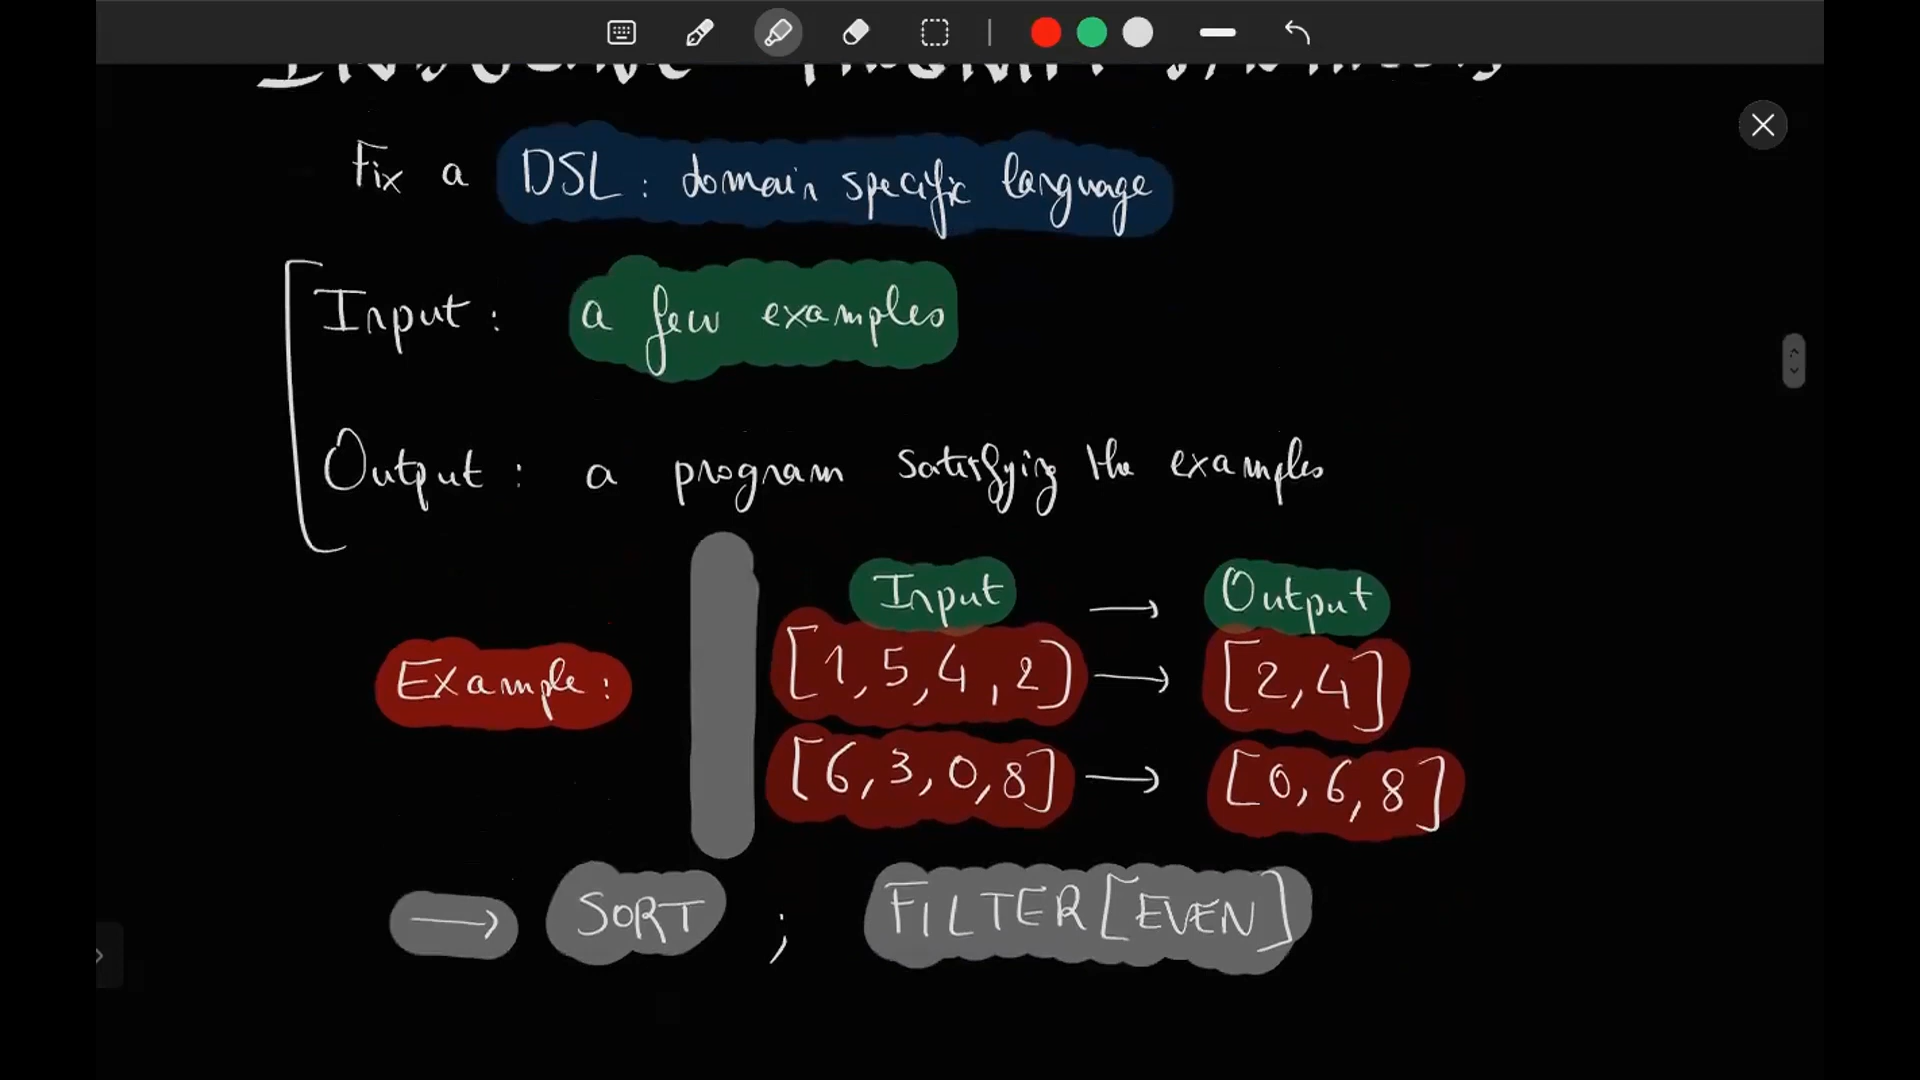 Fix a DSL: domain specific language
Input: a few examples
Output: a program satisfying the examples
Input → Output
Example: [1,5,4,2] → [2,4]
[6,3,0,8] → [0,6,8]
→ SORT ; FILTER[EVEN]